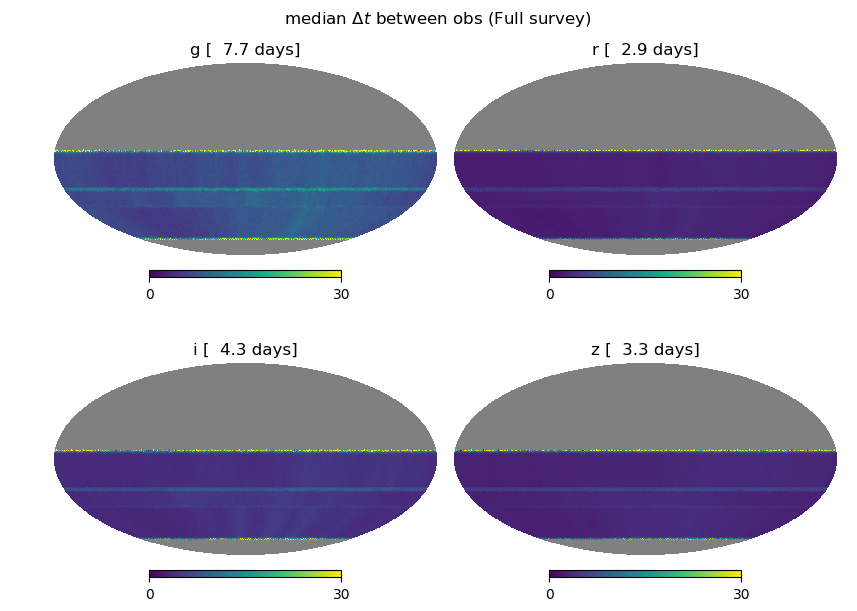 median Δt between obs (Full survey)
g [  7.7 days]
r [  2.9 days]
0
30
0
30
i [  4.3 days]
z [  3.3 days]
0
30
0
30